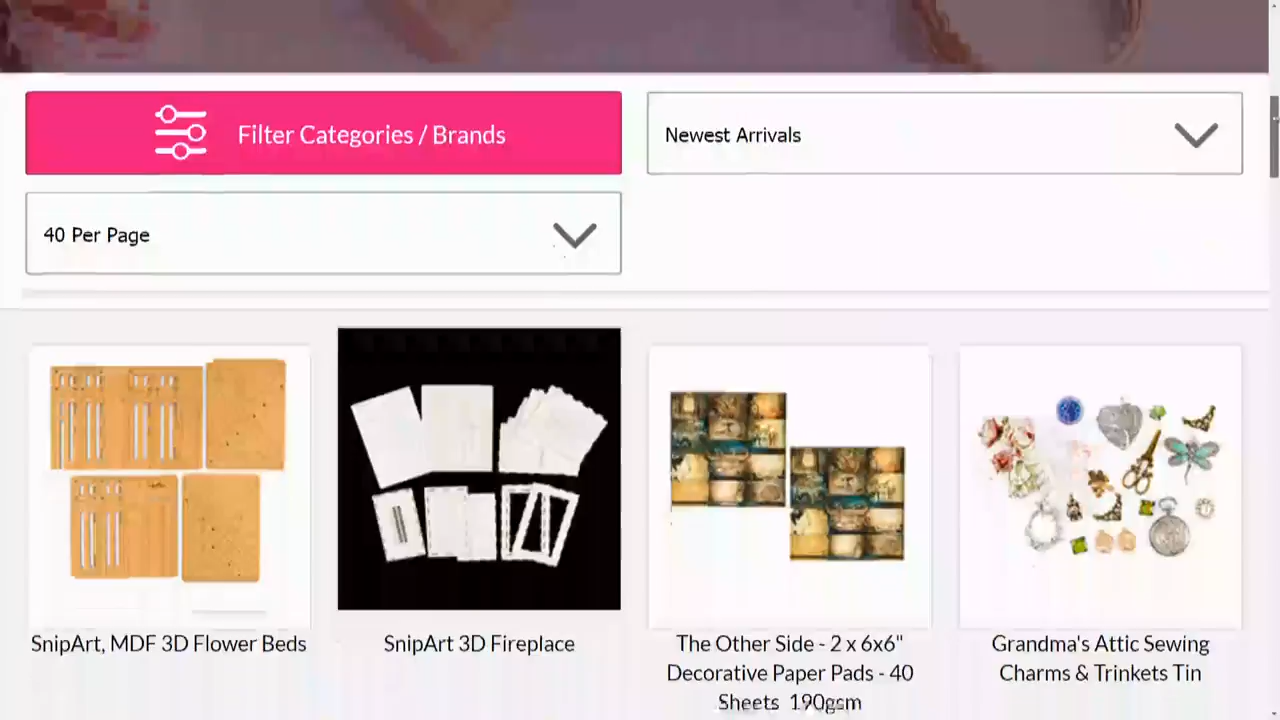 Filter Categories / Brands
Newest Arrivals
40 Per Page
SnipArt, MDF 3D Flower Beds
SnipArt 3D Fireplace
The Other Side - 2 x 6x6"
Decorative Paper Pads - 40
Sheets 190gsm
Grandma's Attic Sewing
Charms & Trinkets Tin